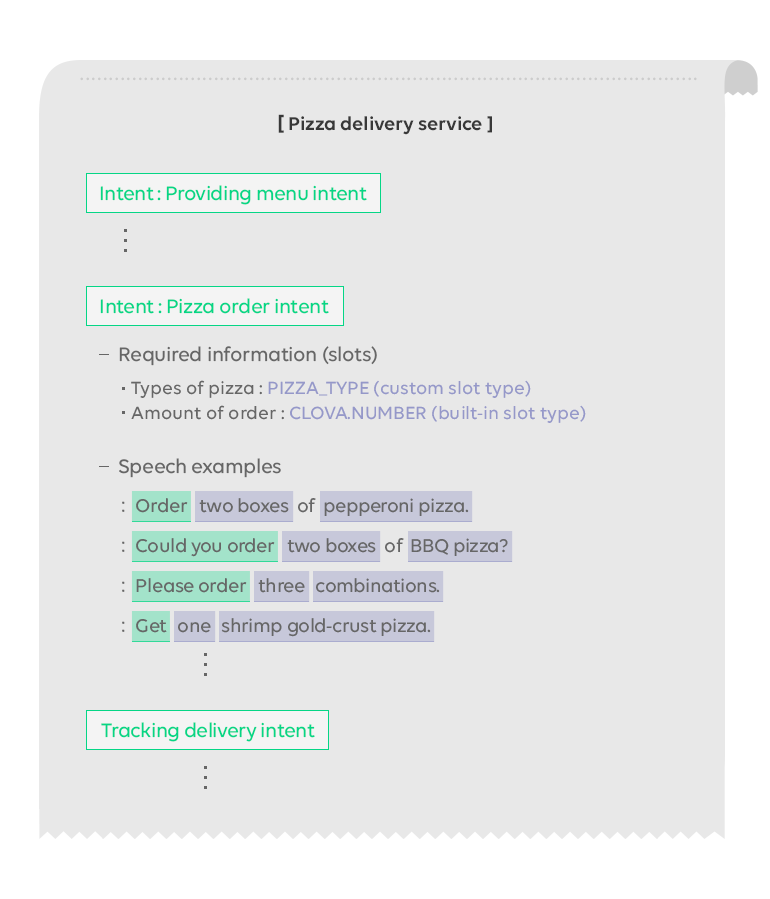 [ Pizza delivery service ]
Intent : Providing menu intent
Intent : Pizza order intent
– Required information (slots)
· Types of pizza : PIZZA_TYPE (custom slot type)
· Amount of order : CLOVA.NUMBER (built-in slot type)
– Speech examples
: Order two boxes of pepperoni pizza.
: Could you order two boxes of BBQ pizza?
: Please order three combinations.
: Get one shrimp gold-crust pizza.
Tracking delivery intent